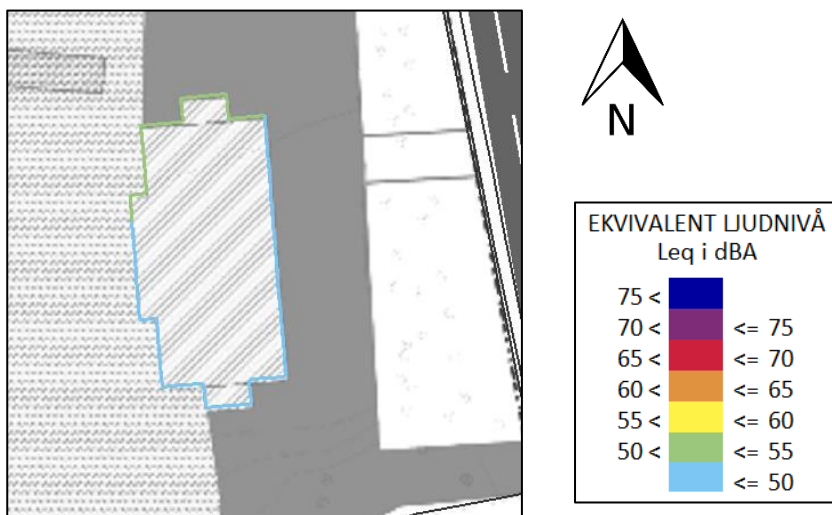 N
EKVIVALENT LJUDNIVÅ
Leq i dBA
75 <
70 < <= 75
65 < <= 70
60 < <= 65
55 < <= 60
50 < <= 55
<= 50